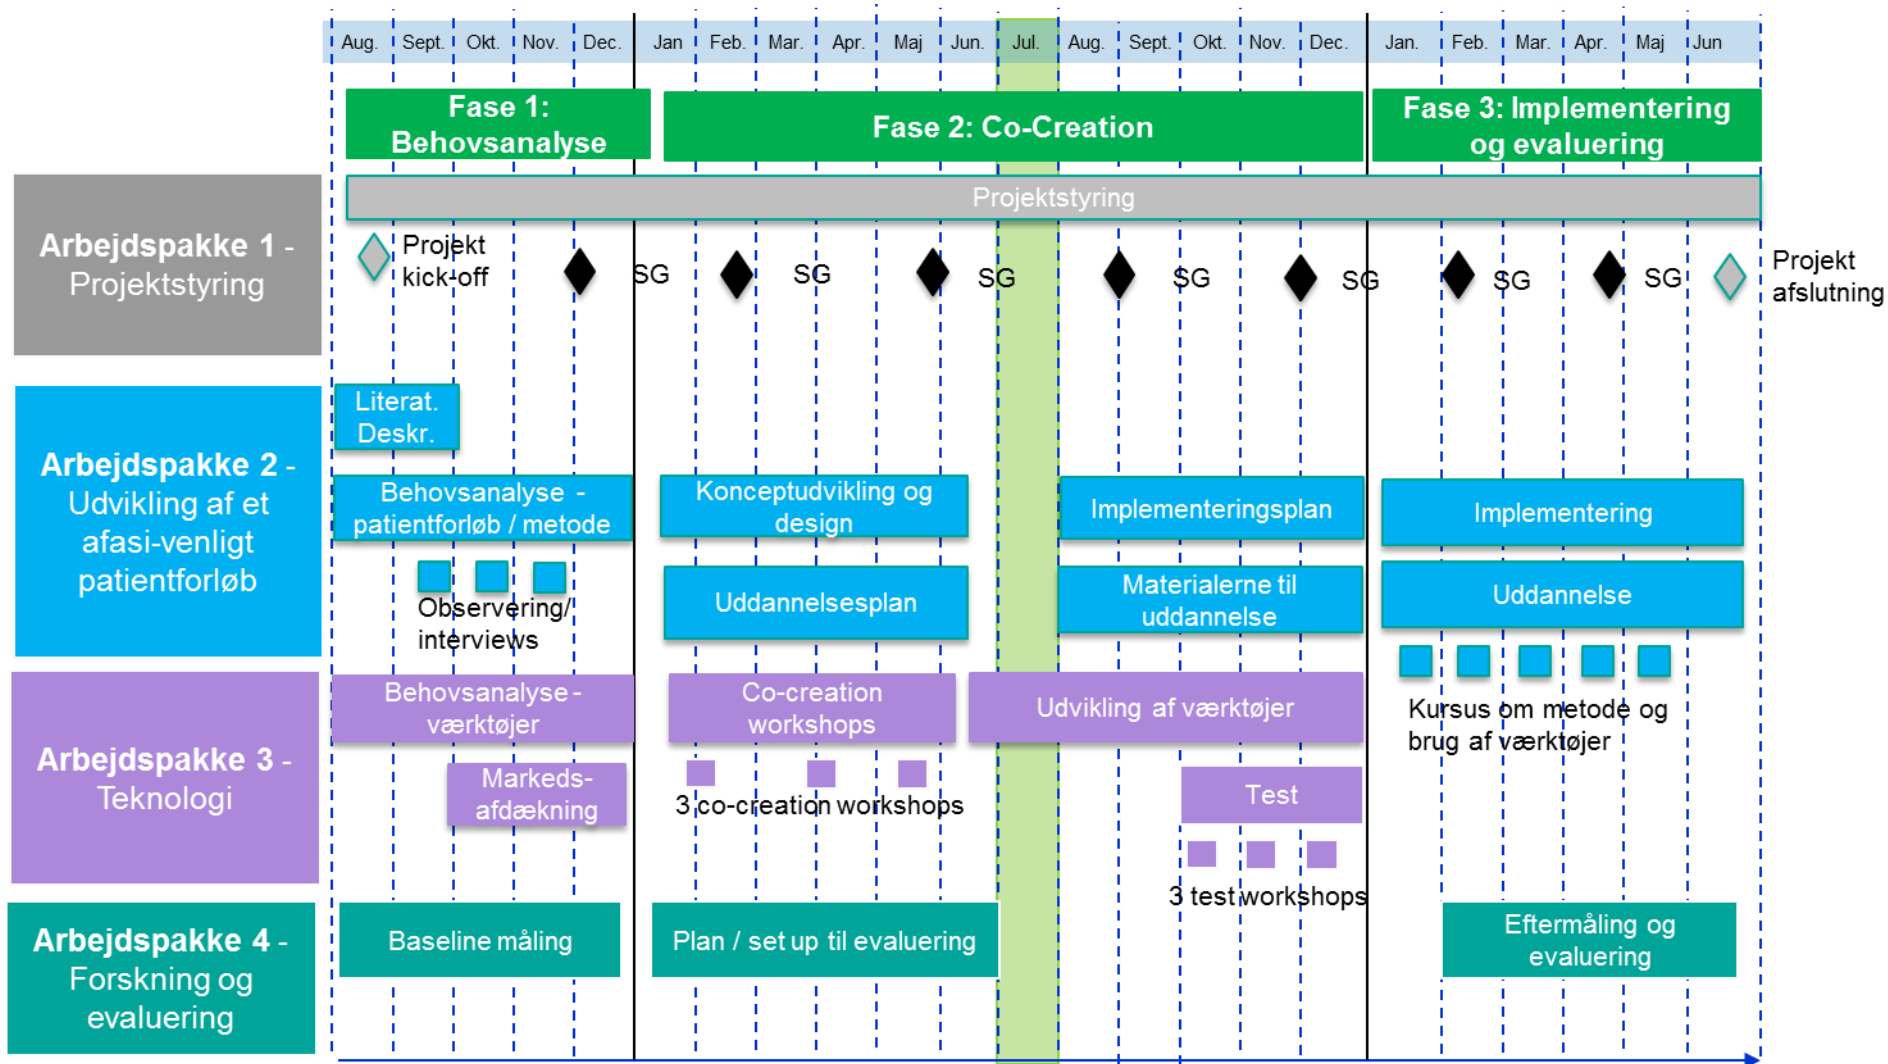 Aug. Sept. Okt. Nov. Dec. Jan Feb. Mar. Apr. Maj Jun. Jul. Aug. Sept. Okt. Nov. Dec. Jan. Feb. Mar. Apr. Maj Jun
Fase 1:
Behovsanalyse
Fase 2: Co-Creation
Fase 3: Implementering
og evaluering
Arbejdspakke 1 -
Projektstyring
Projektstyring
Projekt
kick-off
SG SG SG SG SG SG SG
Projekt
afslutning
Arbejdspakke 2 -
Udvikling af et
afasi-venligt
patientforløb
Literat.
Deskr.
Behovsanalyse -
patientforløb / metode
Konceptudvikling og
design
Implementeringsplan
Implementering
Observering/
interviews
Uddannelsesplan
Materialerne til
uddannelse
Uddannelse
Kursus om metode og
brug af værktøjer
Arbejdspakke 3 -
Teknologi
Behovsanalyse-
værktøjer
Co-creation
workshops
Udvikling af værktøjer
Markeds-
afdækning
3 co-creation workshops
Test
3 test workshops
Arbejdspakke 4 -
Forskning og
evaluering
Baseline måling
Plan / set up til evaluering
Eftermåling og
evaluering